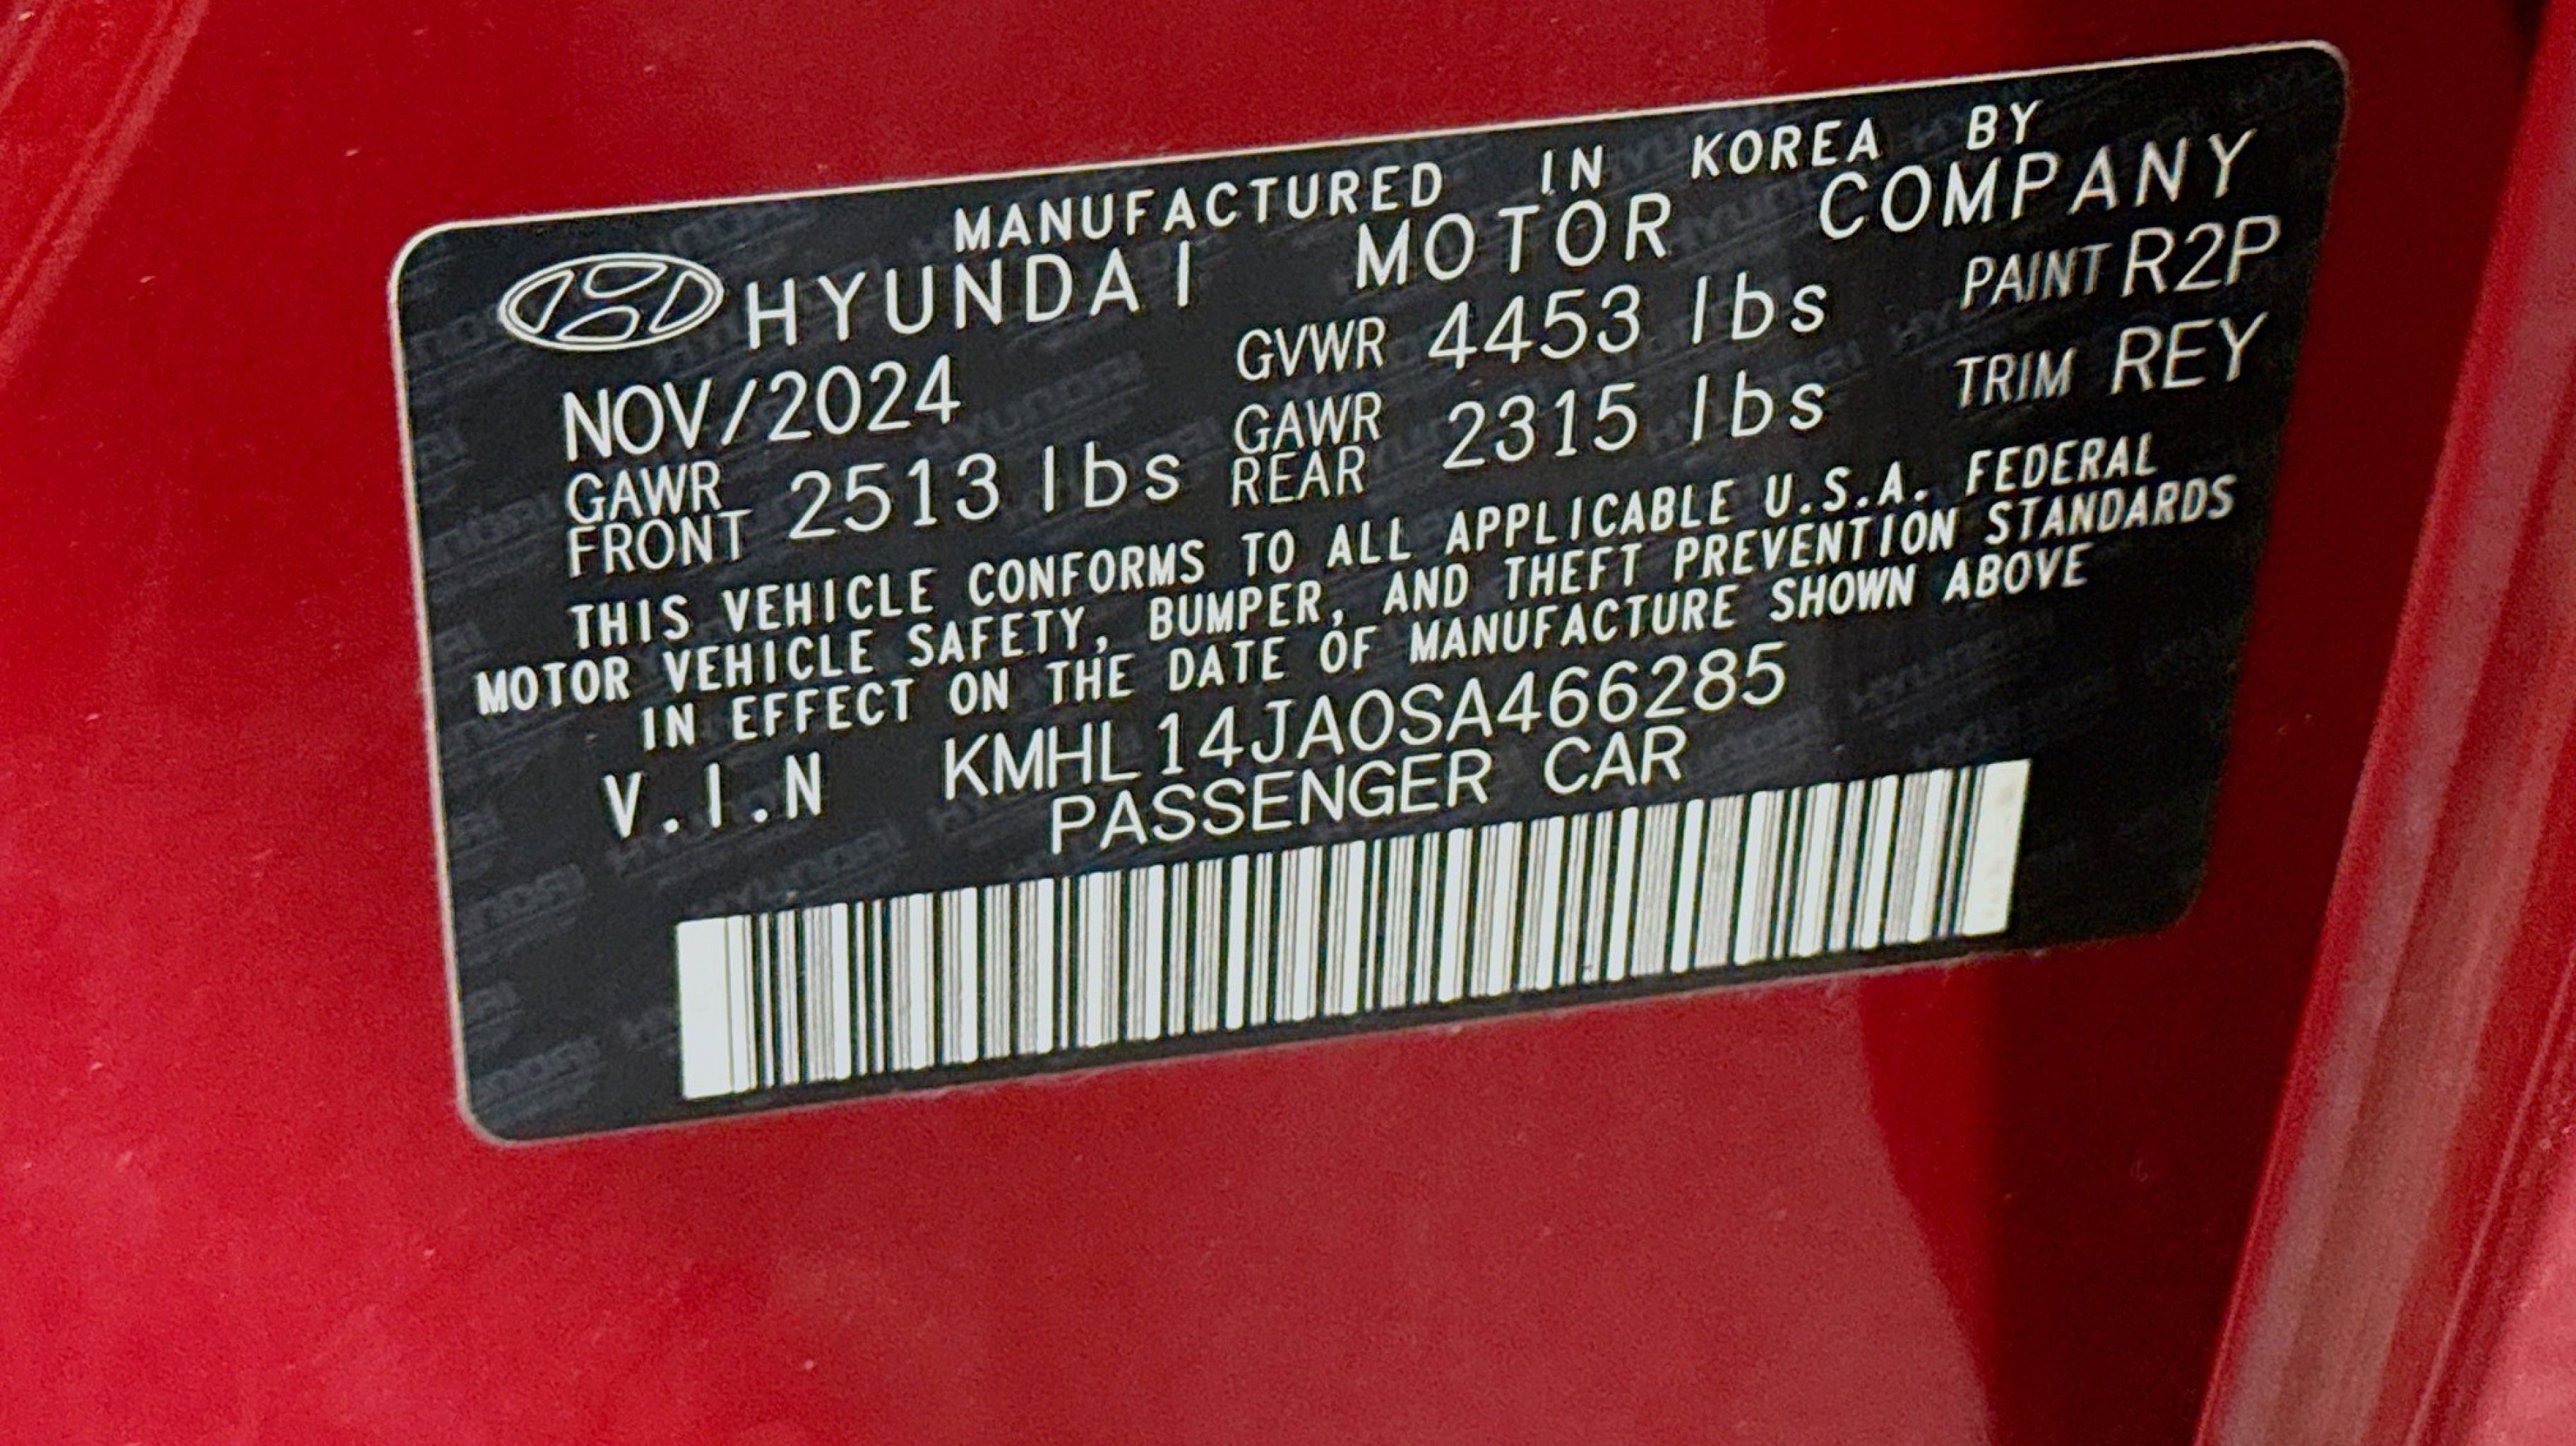 MANUFACTURED IN KOREA BY
HYUNDAI MOTOR COMPANY
NOV/2024 GVWR 4453 lbs PAINT R2P
GAWR FRONT 2513 lbs GAWR REAR 2315 lbs TRIM REY
THIS VEHICLE CONFORMS TO ALL APPLICABLE U.S.A. FEDERAL
MOTOR VEHICLE SAFETY, BUMPER, AND THEFT PREVENTION STANDARDS
IN EFFECT ON THE DATE OF MANUFACTURE SHOWN ABOVE
V.I.N KMHL14JA0SA466285
PASSENGER CAR